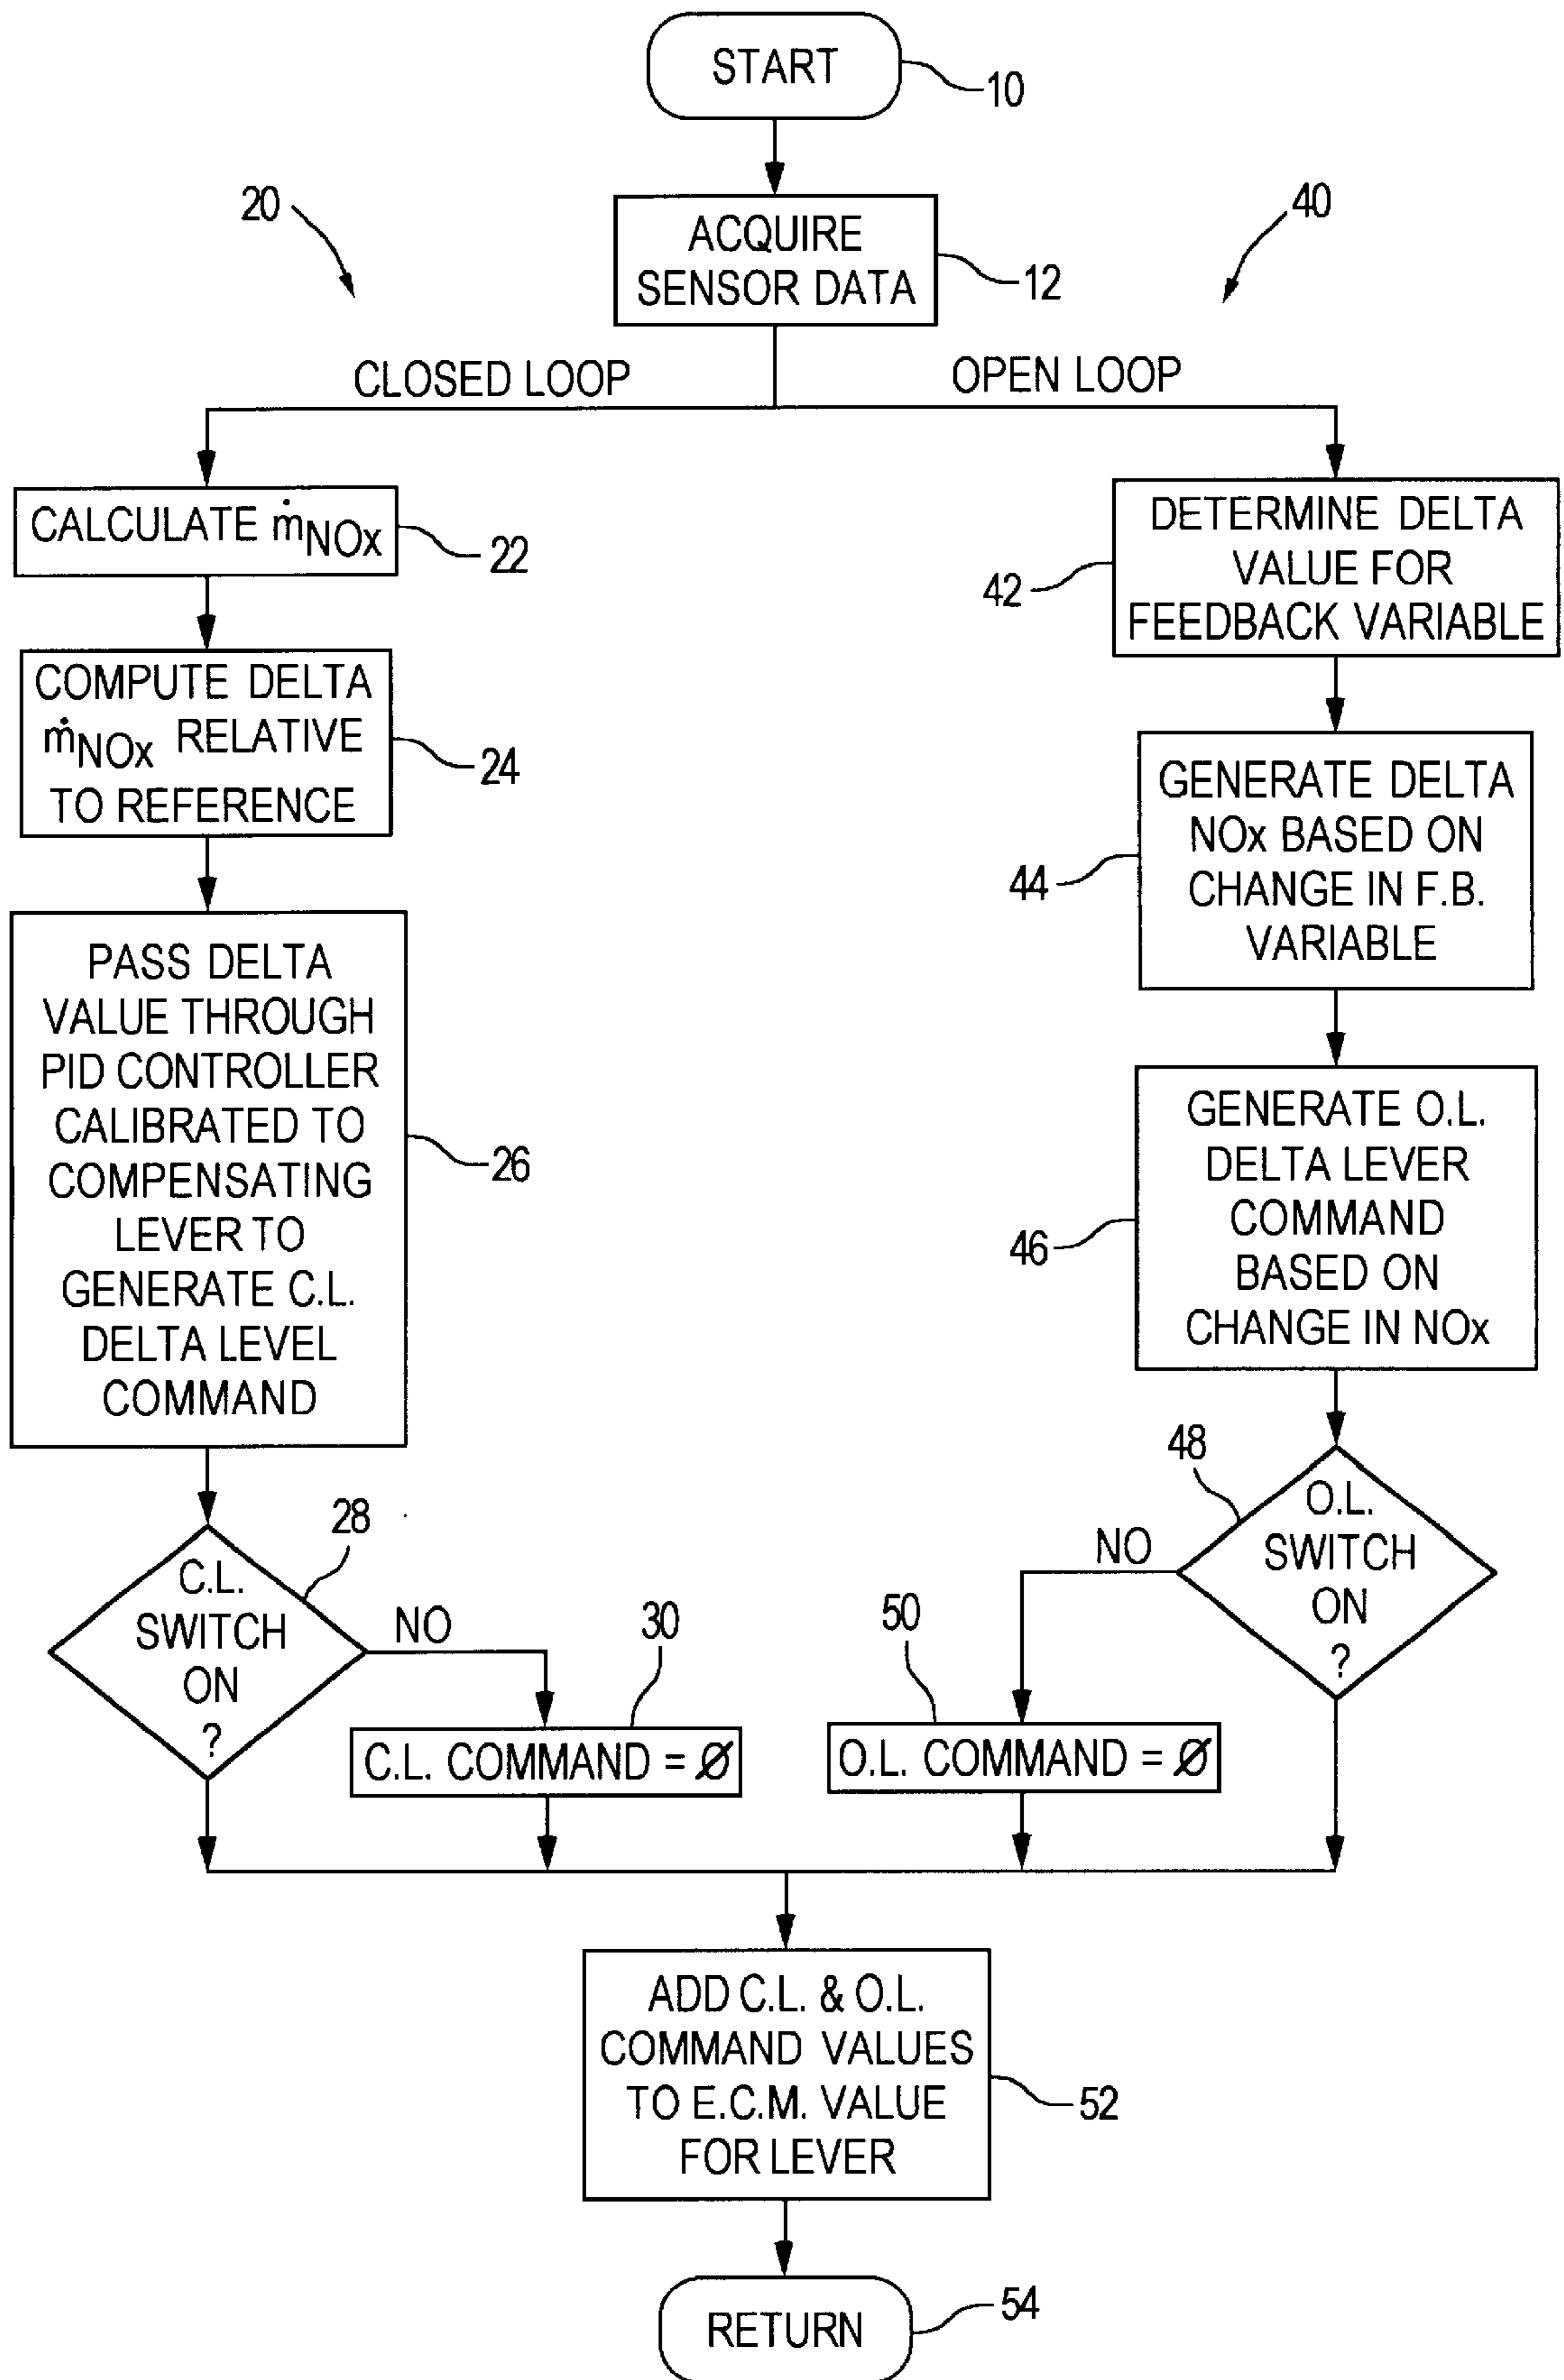 START
10
20
40
ACQUIRE
SENSOR DATA
12
CLOSED LOOP
OPEN LOOP
CALCULATE ṁNOx
22
COMPUTE DELTA
ṁNOx RELATIVE
TO REFERENCE
24
PASS DELTA
VALUE THROUGH
PID CONTROLLER
CALIBRATED TO
COMPENSATING
LEVER TO
GENERATE C.L.
DELTA LEVEL
COMMAND
26
C.L.
SWITCH
ON
?
28
NO
30
C.L. COMMAND = Ø
DETERMINE DELTA
VALUE FOR
FEEDBACK VARIABLE
42
GENERATE DELTA
NOx BASED ON
CHANGE IN F.B.
VARIABLE
44
GENERATE O.L.
DELTA LEVER
COMMAND
BASED ON
CHANGE IN NOx
46
48
O.L.
SWITCH
ON
?
NO
50
O.L. COMMAND = Ø
ADD C.L. & O.L.
COMMAND VALUES
TO E.C.M. VALUE
FOR LEVER
52
RETURN
54